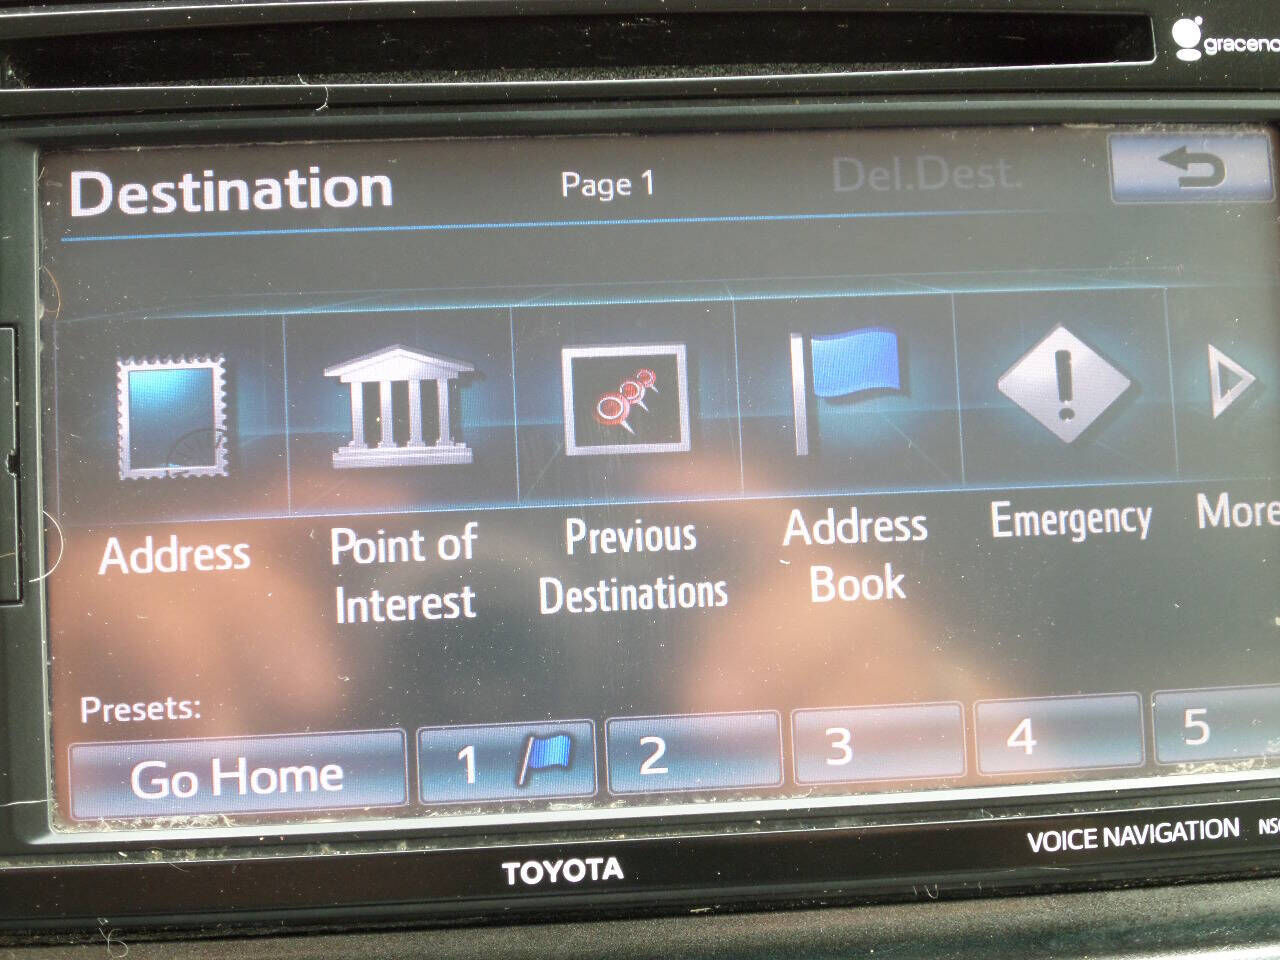 Destination
Page 1
Del.Dest.
Address
Point of
Interest
Previous
Destinations
Address
Book
Emergency
More
Presets:
Go Home
1
2
3
4
5
VOICE NAVIGATION
TOYOTA